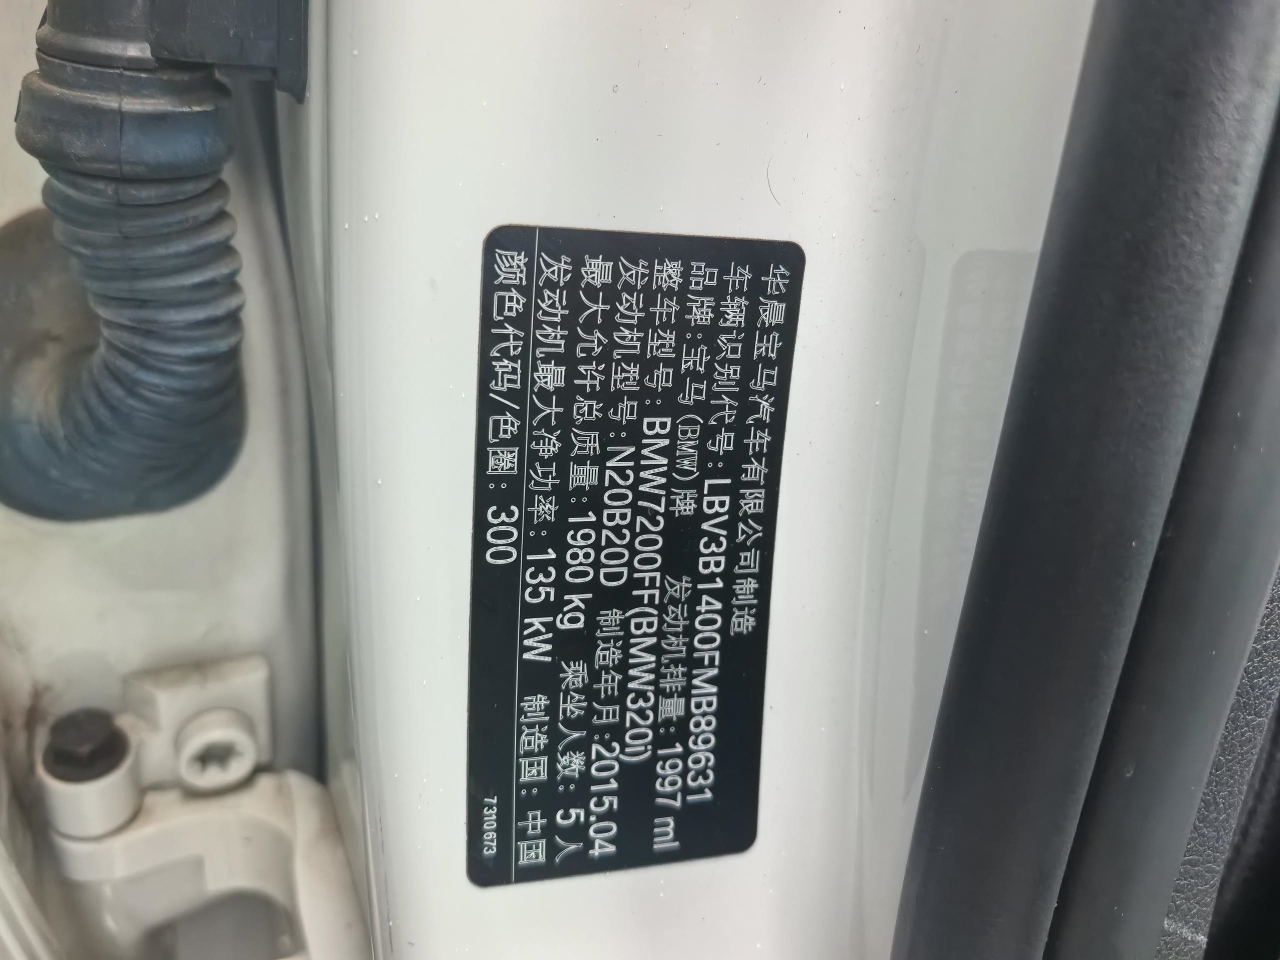 华晨宝马汽车有限公司制造
车辆识别代号:LBV3B1400FMB89631
品牌:宝马(BMW)牌 发动机排量:1997 ml
整车型号:BMW7200FF(BMW320i)
发动机型号:N20B20D 制造年月:2015.04
最大允许总质量:1980 kg 乘坐人数:5人
发动机最大净功率:135 kW 制造国:中国
颜色代码/色圈:300
7310673